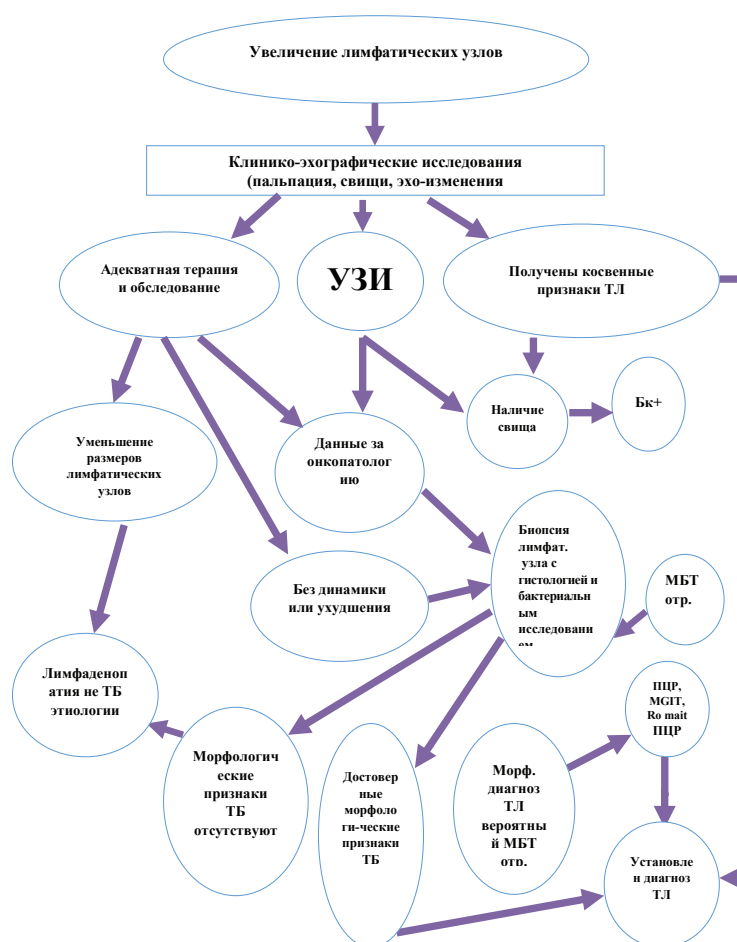 Увеличение лимфатических узлов
Клинико-эхографические исследования
(пальпация, свищи, эхо-изменения
Адекватная терапия
и обследование
УЗИ
Получены косвенные
признаки ТЛ
Уменьшение
размеров
лимфатических
узлов
Данные за
онкопатолог
ию
Наличие
свища
Бк+
Без динамики
или ухудшения
Биопсия
лимфат.
узла с
гистологией и
бактериальн
ым
исследовани
ем
МБТ
отр.
Лимфаденоп
атия не ТБ
этиологии
Морфологич
еские
признаки
ТБ
отсутствуют
Достовер
ные
морфоло
ги-ческие
признаки
ТБ
Морф.
диагноз
ТЛ
вероятны
й МБТ
отр.
ПЦР,
MGIT,
Ro mait
ПЦР
Установле
н диагноз
ТЛ